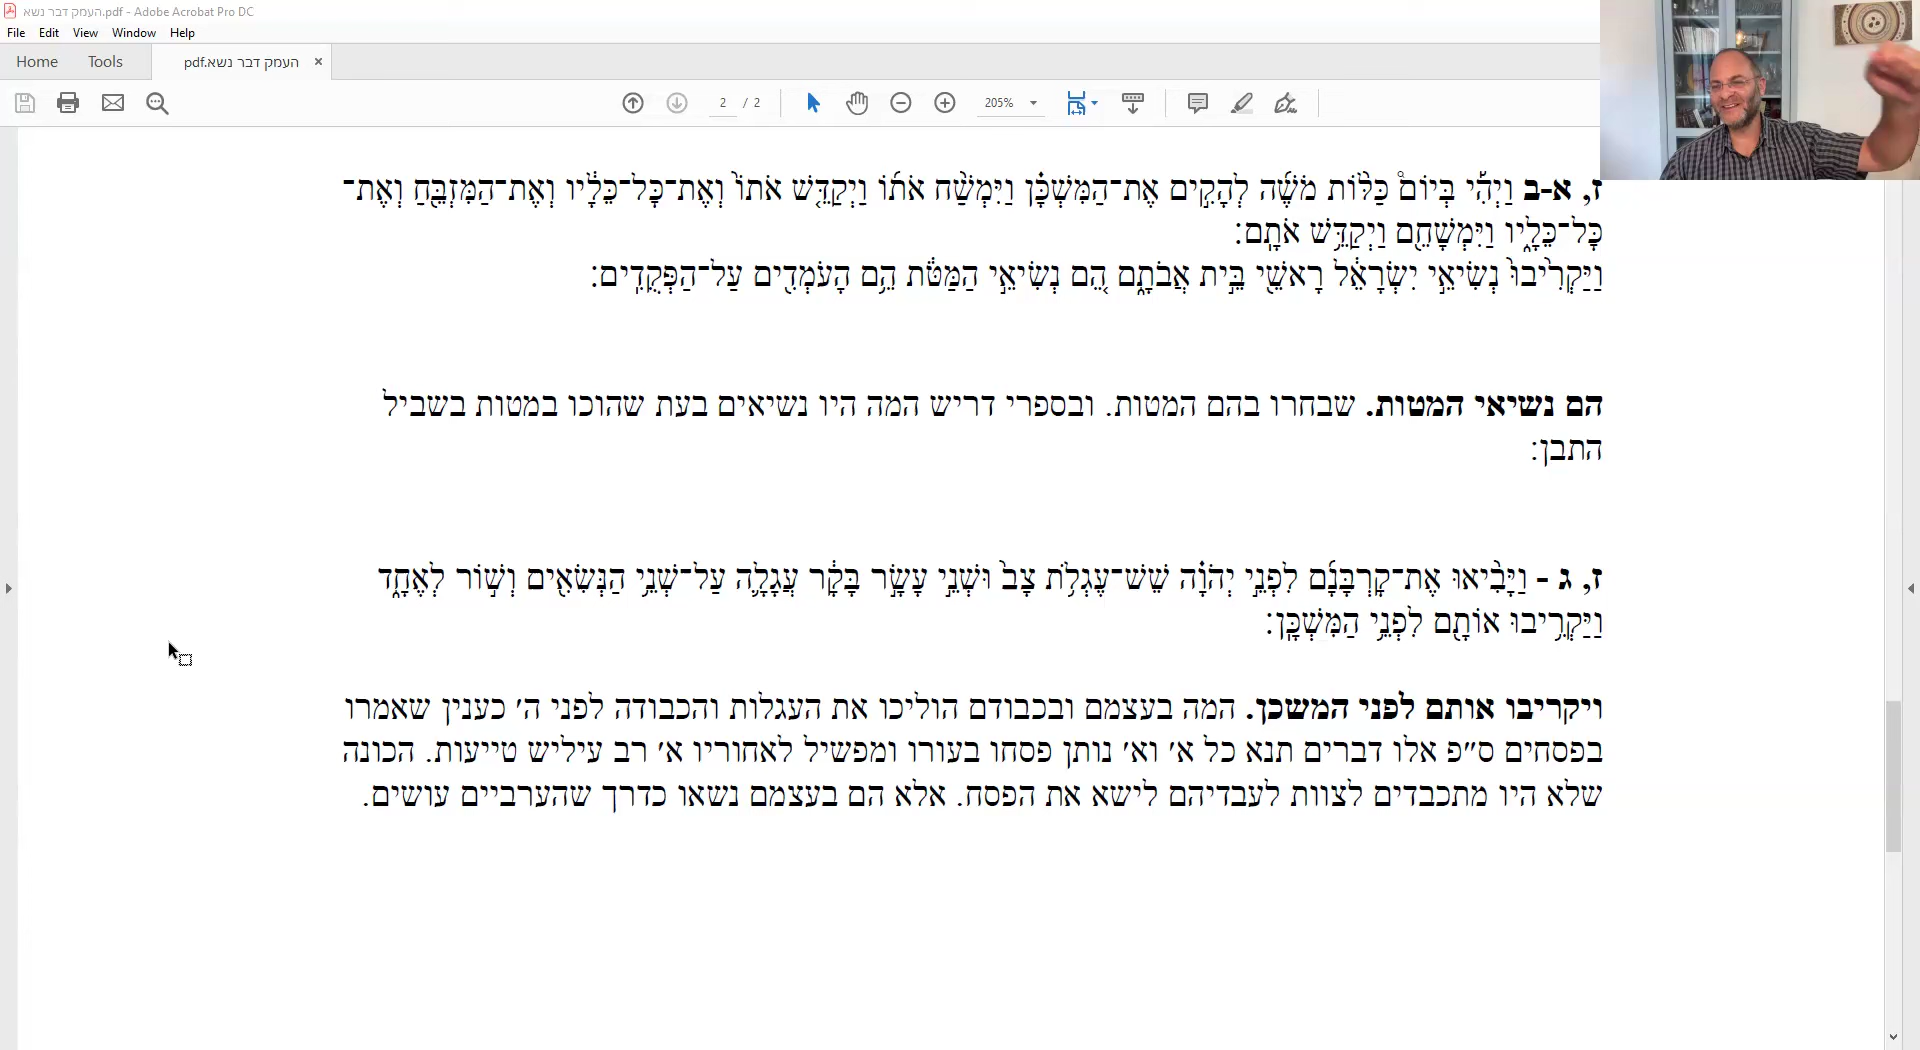 העמק דבר נשא.pdf - Adobe Acrobat Pro DC
File Edit View Window Help
Home Tools העמק דבר נשא.pdf ×
2 / 2 205%
ז, א-ב וַיְהִ֡י בְּיוֹם֩ כַּלּ֨וֹת מֹשֶׁ֜ה לְהָקִ֣ים אֶת־הַמִּשְׁכָּ֗ן וַיִּמְשַׁ֨ח אֹת֜וֹ וַיְקַדֵּ֤שׁ אֹתוֹ֙ וְאֶת־כָּל־כֵּלָ֔יו וְאֶת־הַמִּזְבֵּ֖חַ וְאֶת־
כָּל־כֵּלָ֑יו וַיִּמְשָׁחֵ֖ם וַיְקַדֵּ֥שׁ אֹתָֽם׃
וַיַּקְרִ֙יבוּ֙ נְשִׂיאֵ֣י יִשְׂרָאֵ֔ל רָאשֵׁ֖י בֵּ֣ית אֲבֹתָ֑ם הֵ֚ם נְשִׂיאֵ֣י הַמַּטֹּ֔ת הֵ֥ם הָעֹמְדִ֖ים עַל־הַפְּקֻדִֽים׃
הם נשיאי המטות. שבחרו בהם המטות. ובספרי דריש המה היו נשיאים בעת שהוכו במטות בשביל
התבן:
ז, ג - וַיָּבִ֨יאוּ אֶת־קָרְבָּנָ֜ם לִפְנֵ֣י יְהֹוָ֗ה שֵׁשׁ־עֶגְלֹ֥ת צָב֙ וּשְׁנֵ֣י עָשָׂ֣ר בָּקָ֔ר עֲגָלָ֛ה עַל־שְׁנֵ֥י הַנְּשִׂאִ֖ים וְשׁ֣וֹר לְאֶחָ֑ד
וַיַּקְרִ֥יבוּ אוֹתָ֖ם לִפְנֵ֥י הַמִּשְׁכָּֽן׃
ויקריבו אותם לפני המשכן. המה בעצמם ובכבודם הוליכו את העגלות והכבודה לפני ה׳ כענין שאמרו
בפסחים ס״פ אלו דברים תנא כל א׳ וא׳ נותן פסחו בעורו ומפשיל לאחוריו א׳ רב עיליש טייעות. הכונה
שלא היו מתכבדים לצוות לעבדיהם לישא את הפסח. אלא הם בעצמם נשאו כדרך שהערביים עושים.